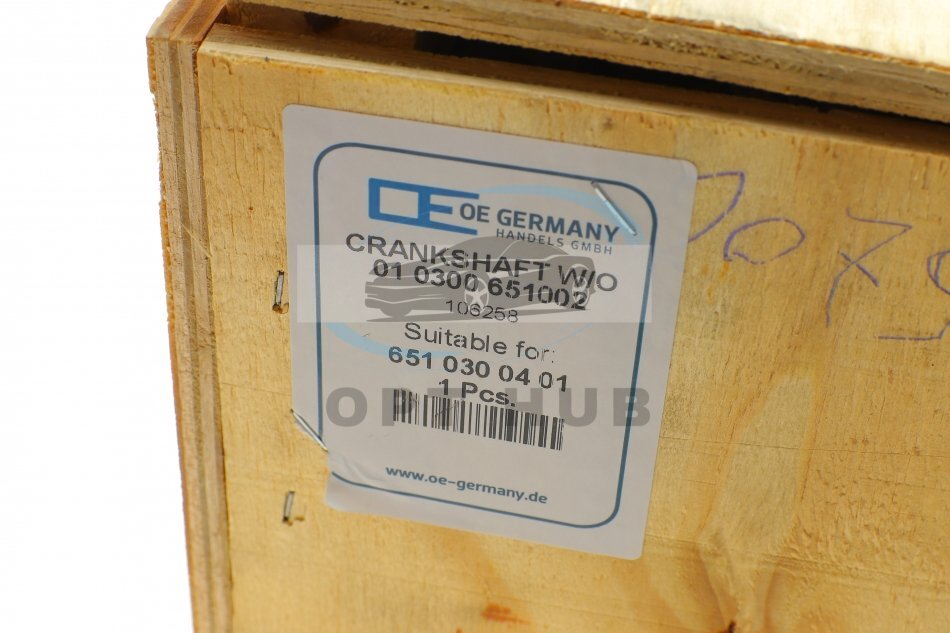 OE OE GERMANY
HANDELS GMBH
CRANKSHAFT W/O
01 0300 651002
106258
Suitable for:
651 030 04 01
1 Pcs.
www.oe-germany.de